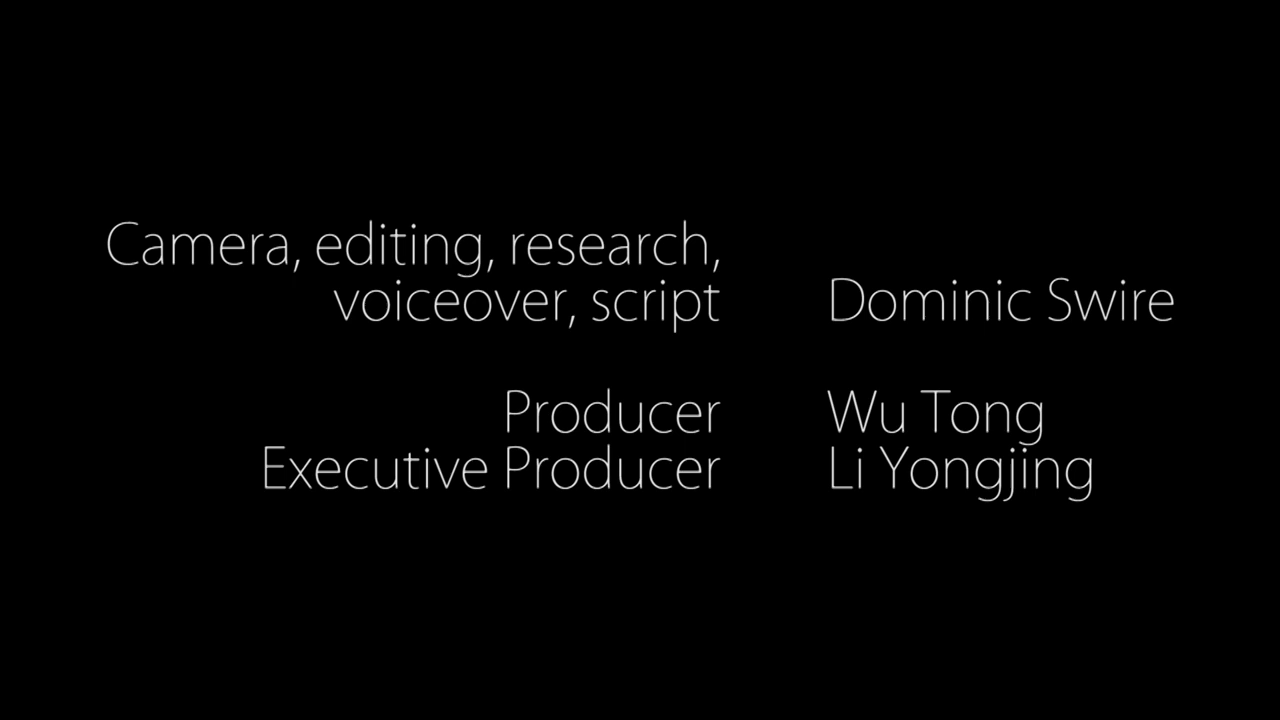 Camera, editing, research,
voiceover, script Dominic Swire
Producer Wu Tong
Executive Producer Li Yongjing